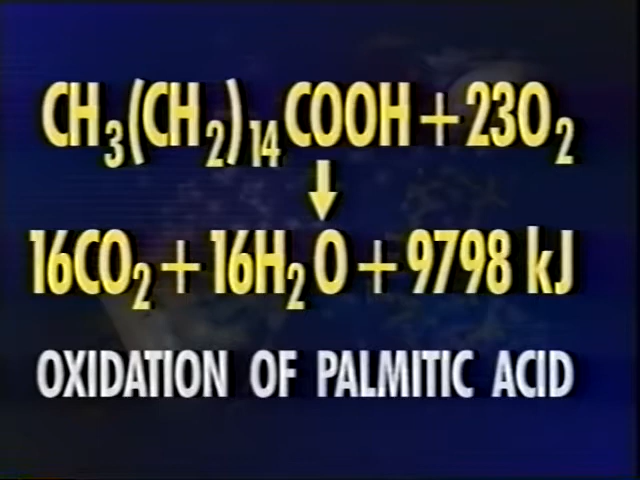 CH₃(CH₂)₁₄COOH + 23O₂
↓
16CO₂ + 16H₂O + 9798 kJ
OXIDATION OF PALMITIC ACID